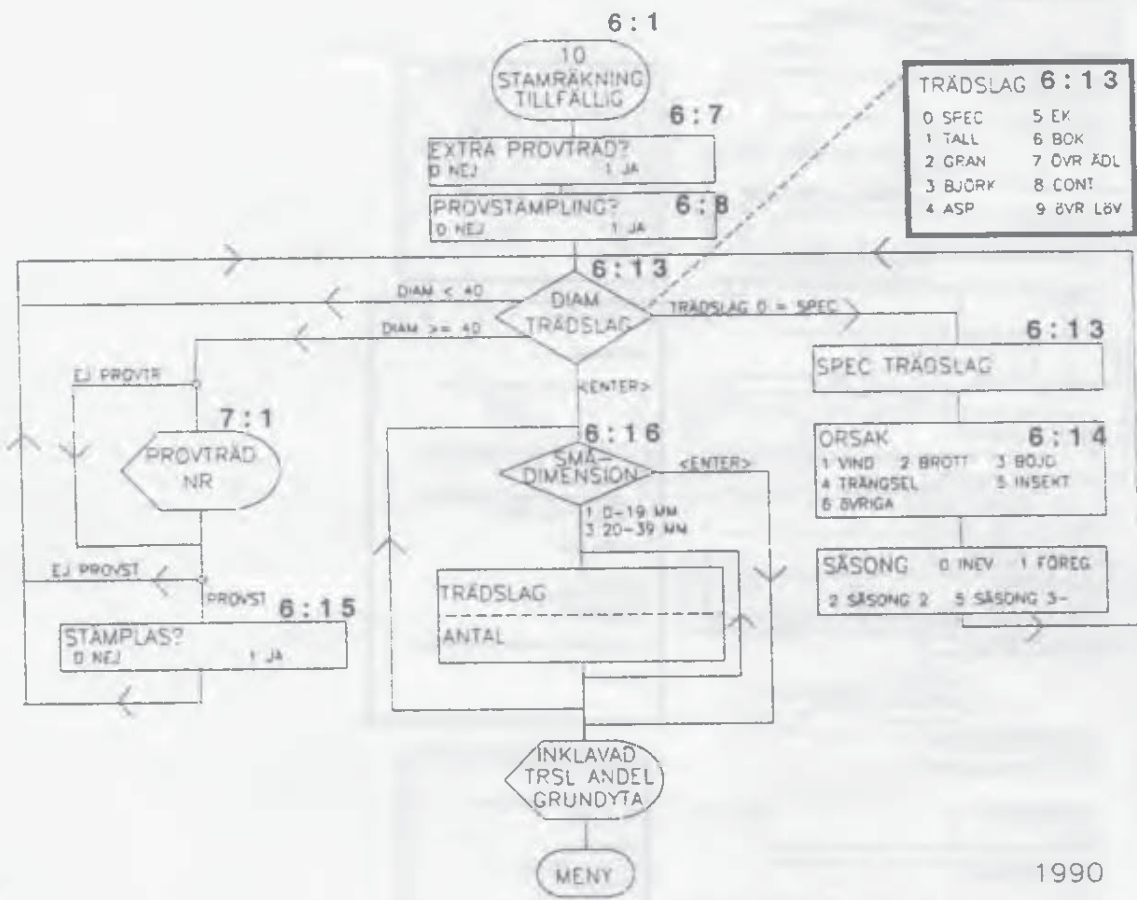 6:1
10
STAMRÄKNING
TILLFÄLLIG
6:7
EXTRA PROVTRÄD?
0 NEJ 1 JA
PROVSTÄMPLING? 6:8
0 NEJ 1 JA
TRÄDSLAG 6:13
0 SPEC 5 EK
1 TALL 6 BOK
2 GRAN 7 ÖVR ÄDL
3 BJÖRK 8 CONT
4 ASP 9 ÖVR LÖV
6:13
DIAM
TRÄDSLAG
DIAM < 40
DIAM >= 40
TRÄDSLAG 0 = SPEC
6:13
SPEC TRÄDSLAG
EJ PROVTR
7:1
PROVTRÄD
NR
<ENTER>
6:16
SMÅ-
DIMENSION
<ENTER>
1 0-19 MM
3 20-39 MM
ORSAK 6:14
1 VIND 2 BROTT 3 BÖJD
4 TRÄNGSEL 5 INSEKT
6 ÖVRIGA
SÄSONG 0 INEV 1 FÖREG
2 SÄSONG 2 5 SÄSONG 3-
EJ PROVST
PROVST
6:15
STÄMPLAS?
0 NEJ 1 JA
TRÄDSLAG
ANTAL
INKLAVAD
TRSL ANDEL
GRUNDYTA
MENY
1990